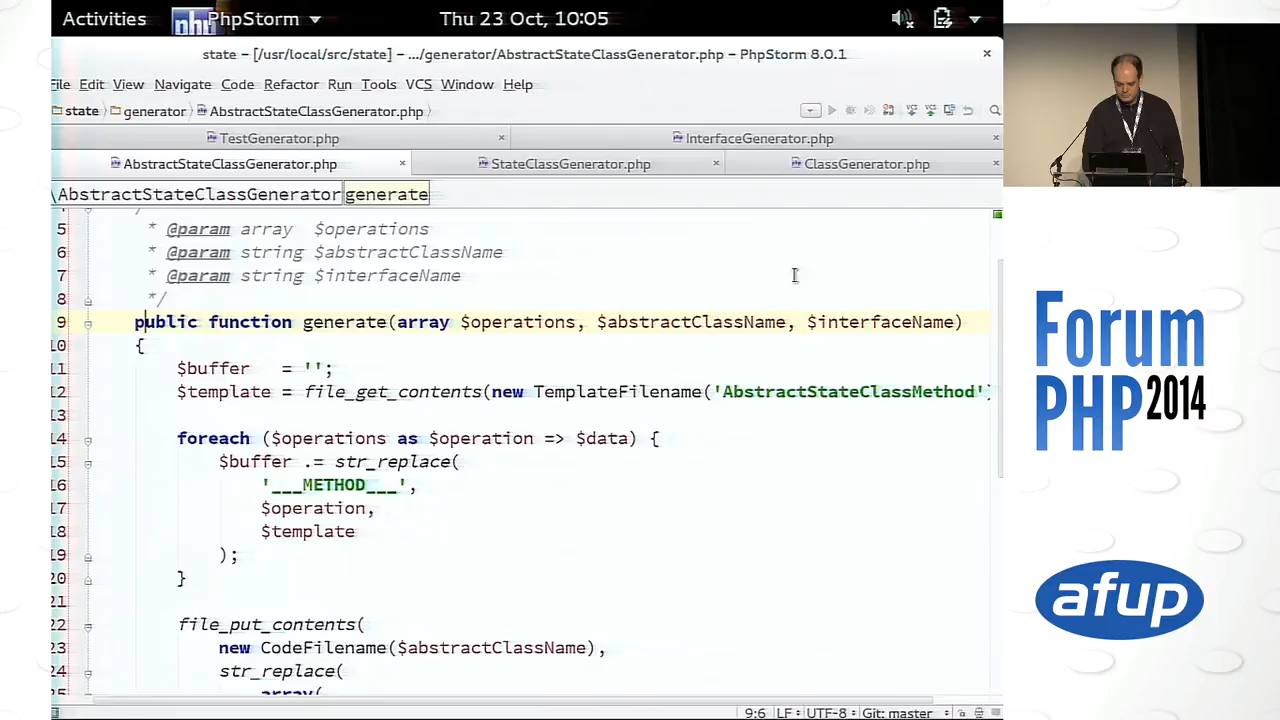 Activities
PhpStorm
Thu 23 Oct, 10:05
state – [/usr/local/src/state] – .../generator/AbstractStateClassGenerator.php – PhpStorm 8.0.1
File Edit View Navigate Code Refactor Run Tools VCS Window Help
state generator AbstractStateClassGenerator.php
TestGenerator.php InterfaceGenerator.php
AbstractStateClassGenerator.php StateClassGenerator.php ClassGenerator.php
\AbstractStateClassGenerator generate
5 * @param array $operations
6 * @param string $abstractClassName
7 * @param string $interfaceName
8 */
9 public function generate(array $operations, $abstractClassName, $interfaceName)
10 {
11 $buffer = '';
12 $template = file_get_contents(new TemplateFilename('AbstractStateClassMethod')
13
14 foreach ($operations as $operation => $data) {
15 $buffer .= str_replace(
16 '___METHOD___',
17 $operation,
18 $template
19 );
20 }
21
22 file_put_contents(
23 new CodeFilename($abstractClassName),
24 str_replace(
25 array(
9:6 LF UTF-8 Git: master
Forum
PHP 2014
afup